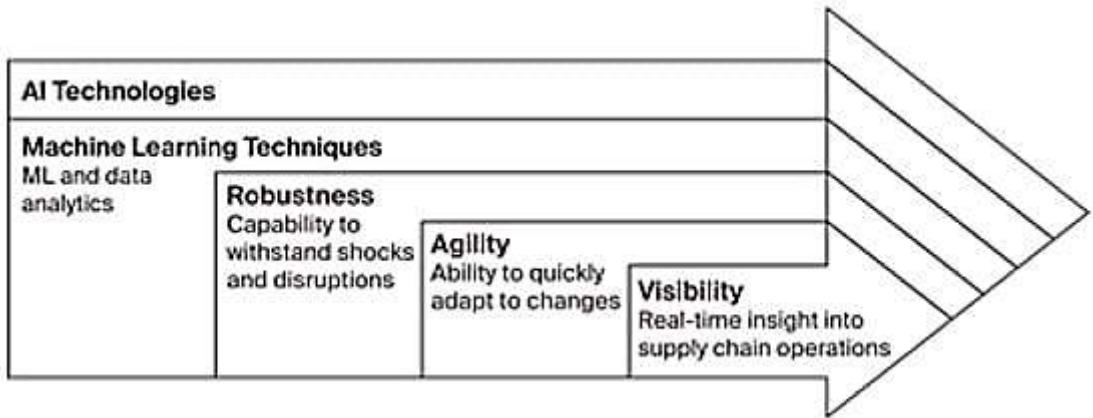 AI Technologies
Machine Learning Techniques
ML and data
analytics
Robustness
Capability to
withstand shocks
and disruptions
Agility
Ability to quickly
adapt to changes
Visibility
Real-time insight into
supply chain operations